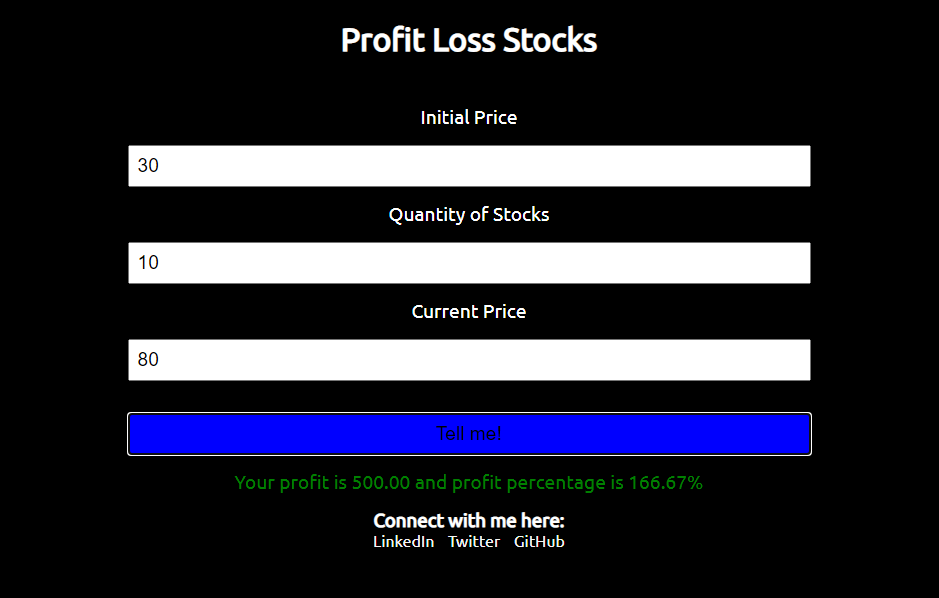 Profit Loss Stocks
Initial Price
30
Quantity of Stocks
10
Current Price
80
Tell me!
Your profit is 500.00 and profit percentage is 166.67%
Connect with me here:
LinkedIn Twitter GitHub